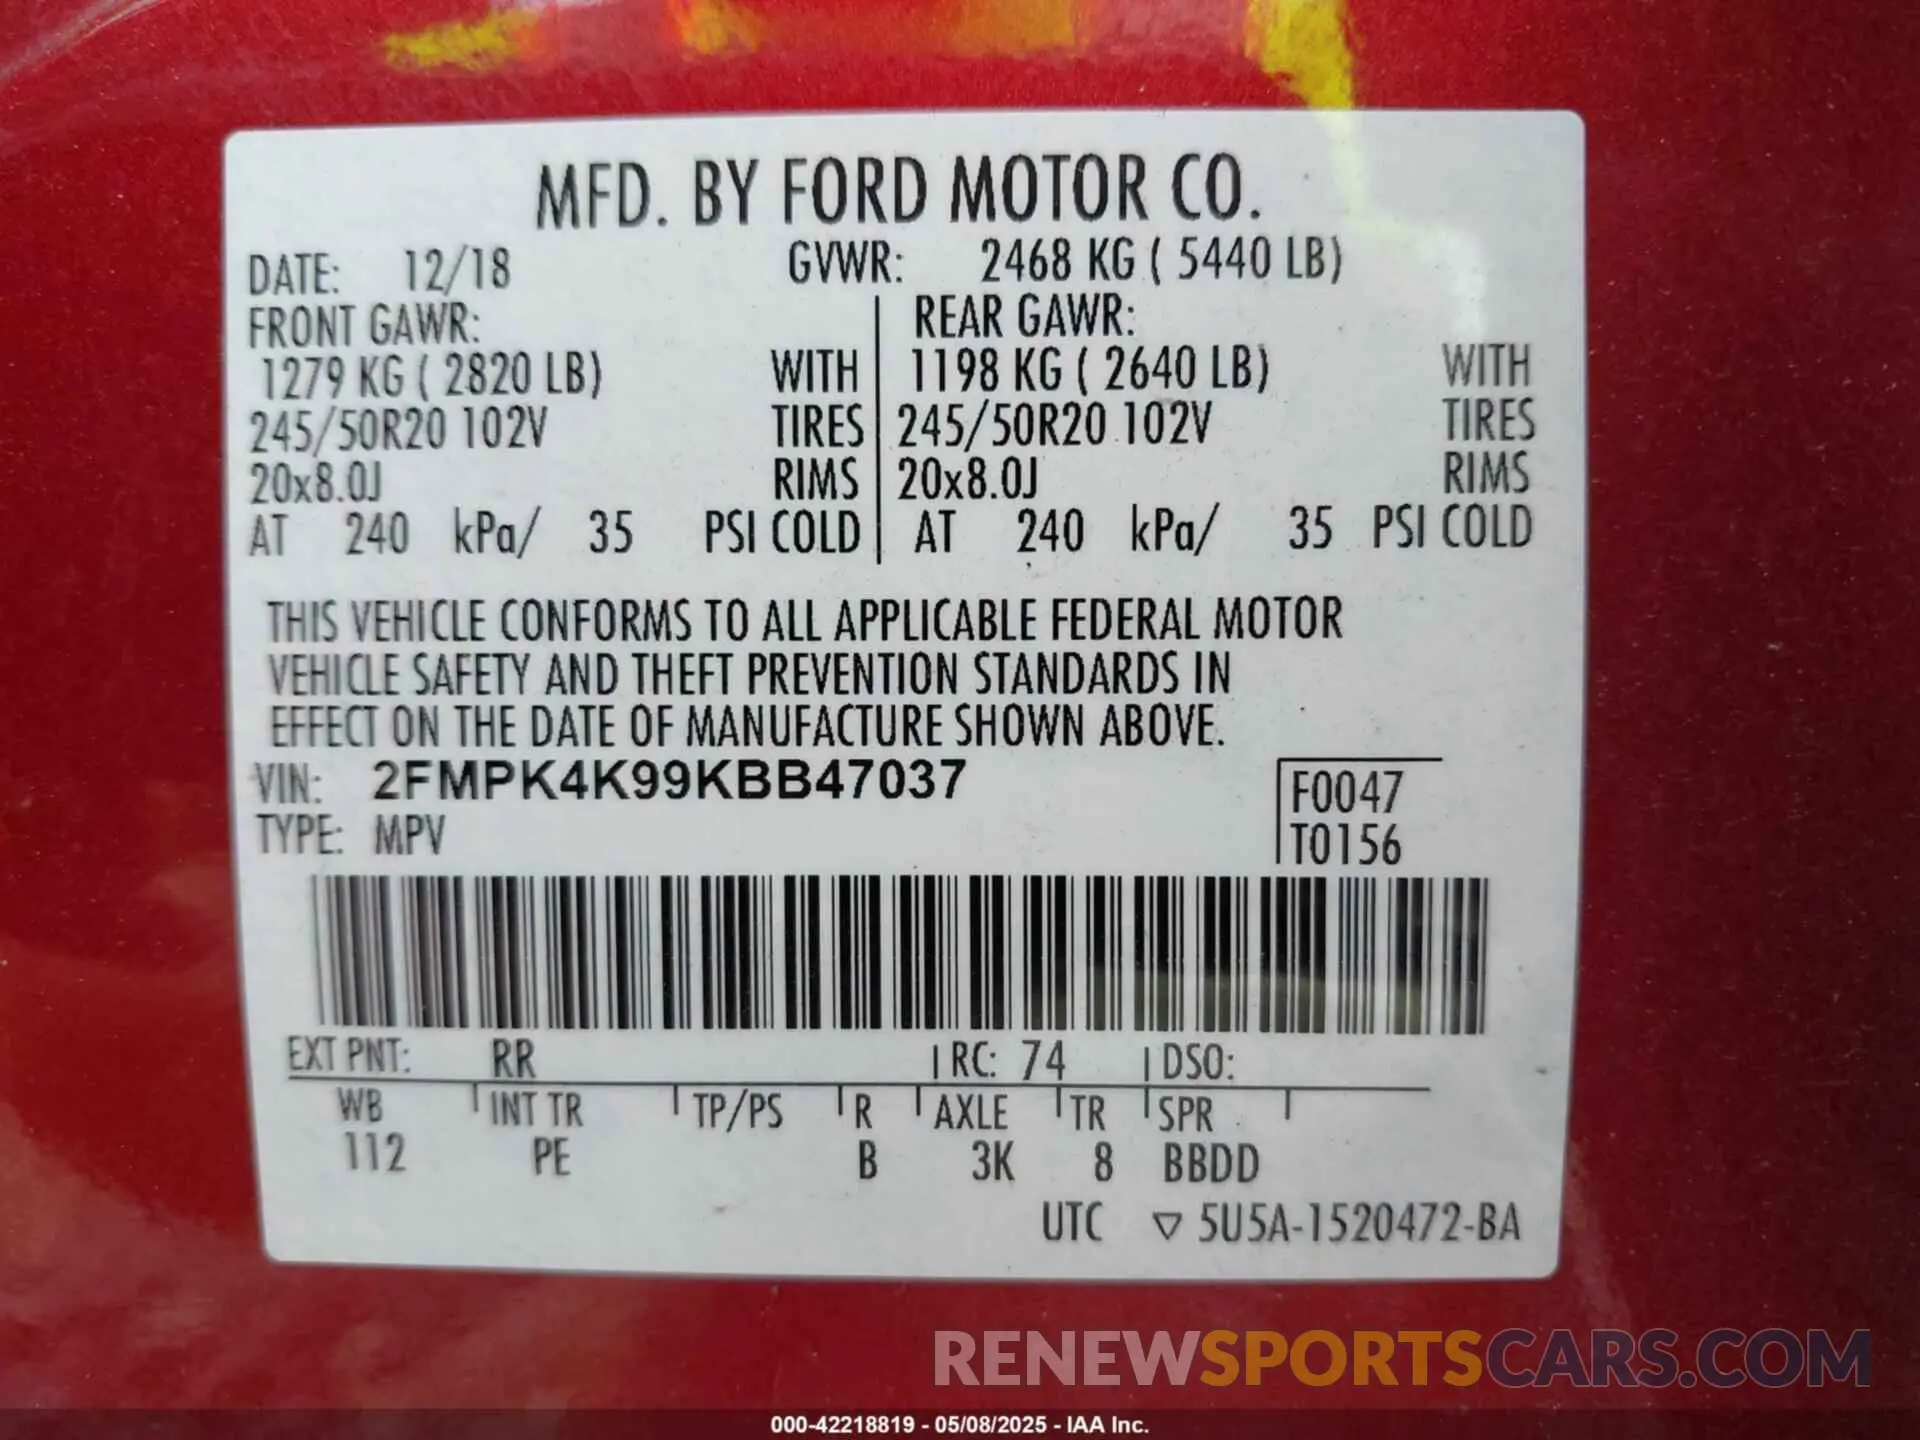 MFD. BY FORD MOTOR CO.
DATE: 12/18 GVWR: 2468 KG ( 5440 LB)
FRONT GAWR: REAR GAWR:
1279 KG ( 2820 LB) WITH 1198 KG ( 2640 LB) WITH
245/50R20 102V TIRES 245/50R20 102V TIRES
20x8.0J RIMS 20x8.0J RIMS
AT 240 kPa/ 35 PSI COLD AT 240 kPa/ 35 PSI COLD
THIS VEHICLE CONFORMS TO ALL APPLICABLE FEDERAL MOTOR
VEHICLE SAFETY AND THEFT PREVENTION STANDARDS IN
EFFECT ON THE DATE OF MANUFACTURE SHOWN ABOVE.
VIN: 2FMPK4K99KBB47037 F0047
TYPE: MPV T0156
EXT PNT: RR RC: 74 DSO:
WB INT TR TP/PS R AXLE TR SPR
112 PE B 3K 8 BBDD
UTC ▽ 5U5A-1520472-BA
RENEWSPORTSCARS.COM
000-42218819 - 05/08/2025 - IAA Inc.